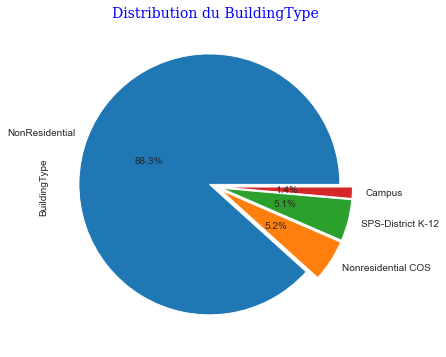 Distribution du BuildingType
NonResidential
88.3%
BuildingType
1.4%
Campus
5.1%
SPS-District K-12
5.2%
Nonresidential COS